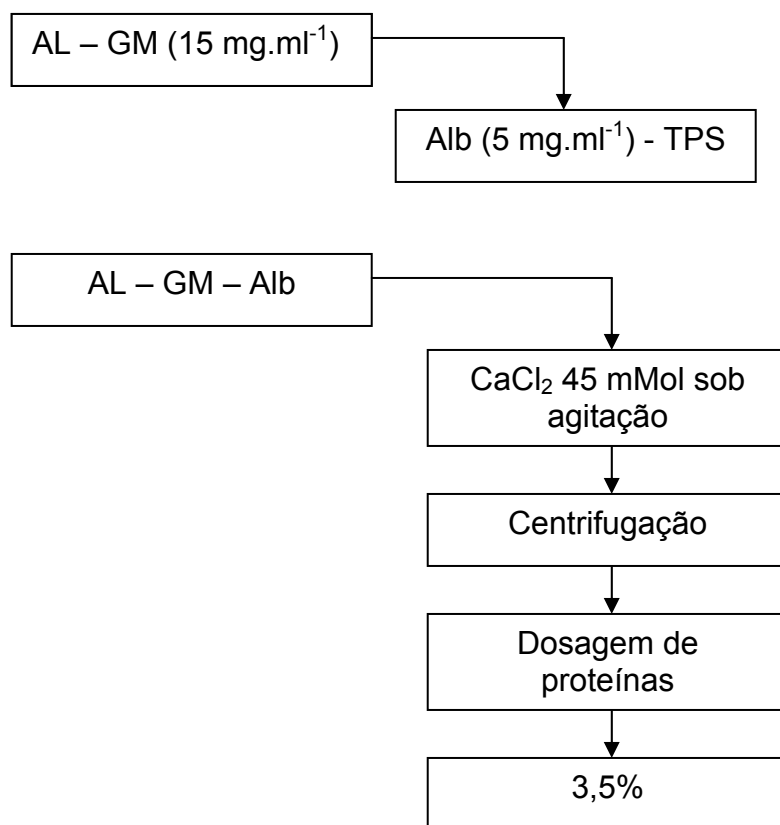 AL – GM (15 mg.ml⁻¹)
Alb (5 mg.ml⁻¹) - TPS
AL – GM – Alb
CaCl₂ 45 mMol sob
agitação
Centrifugação
Dosagem de
proteínas
3,5%